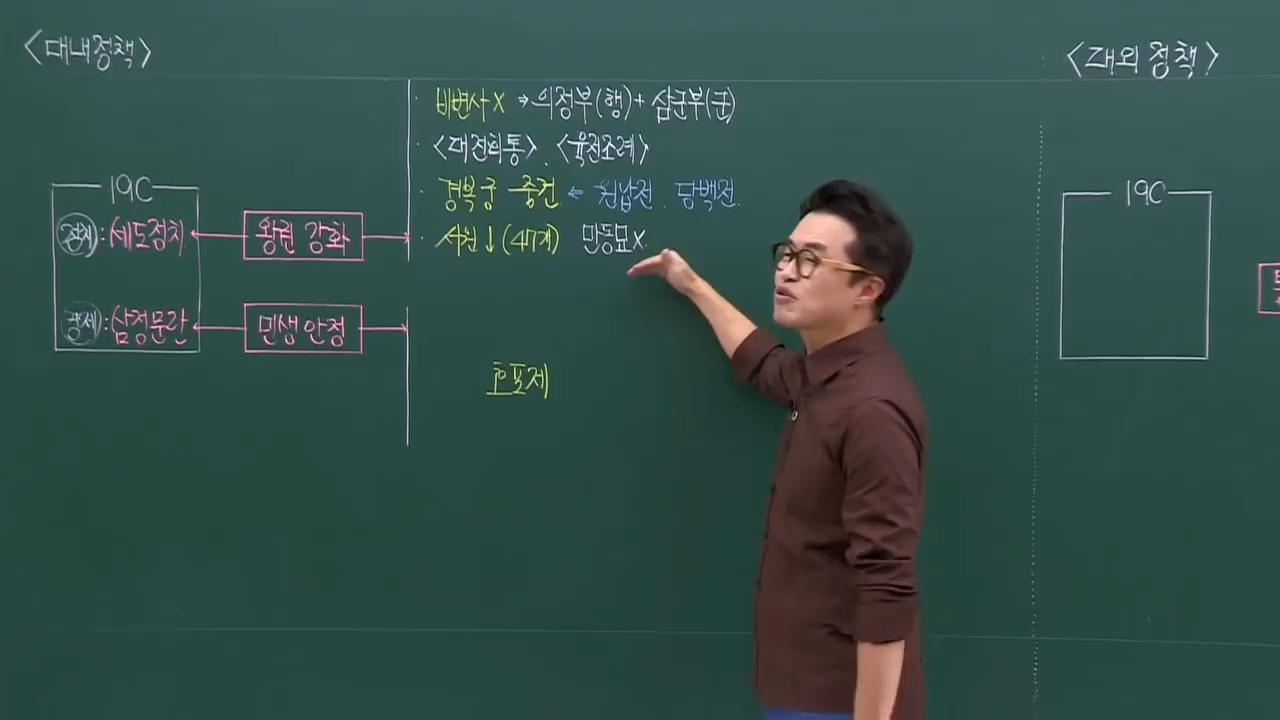 <대내정책>
<대외정책>
· 비변사 X → 의정부(행) + 삼군부(군)
· <대전회통>, <육전조례>
19C
· 경복궁 중건 ← 원납전, 당백전
19C
정치: 세도정치
왕권 강화
· 서원↓(47개) 만동묘X
경제: 삼정문란
민생안정
호포제